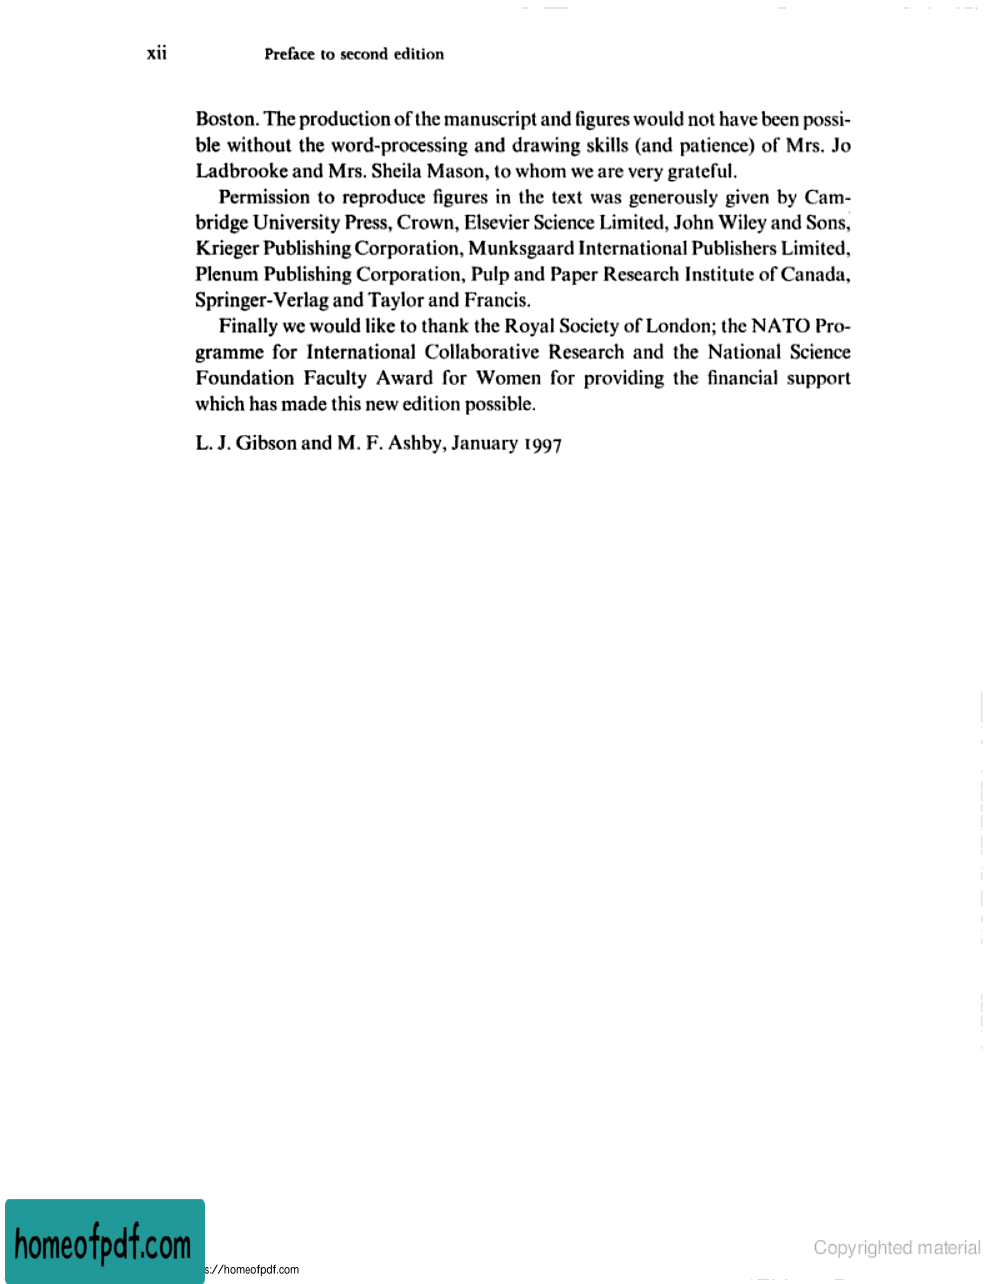 xii Preface to second edition
Boston. The production of the manuscript and figures would not have been possi-
ble without the word-processing and drawing skills (and patience) of Mrs. Jo
Ladbrooke and Mrs. Sheila Mason, to whom we are very grateful.
Permission to reproduce figures in the text was generously given by Cam-
bridge University Press, Crown, Elsevier Science Limited, John Wiley and Sons,
Krieger Publishing Corporation, Munksgaard International Publishers Limited,
Plenum Publishing Corporation, Pulp and Paper Research Institute of Canada,
Springer-Verlag and Taylor and Francis.
Finally we would like to thank the Royal Society of London; the NATO Pro-
gramme for International Collaborative Research and the National Science
Foundation Faculty Award for Women for providing the financial support
which has made this new edition possible.
L. J. Gibson and M. F. Ashby, January 1997
homeofpdf.com
s://homeofpdf.com
Copyrighted material